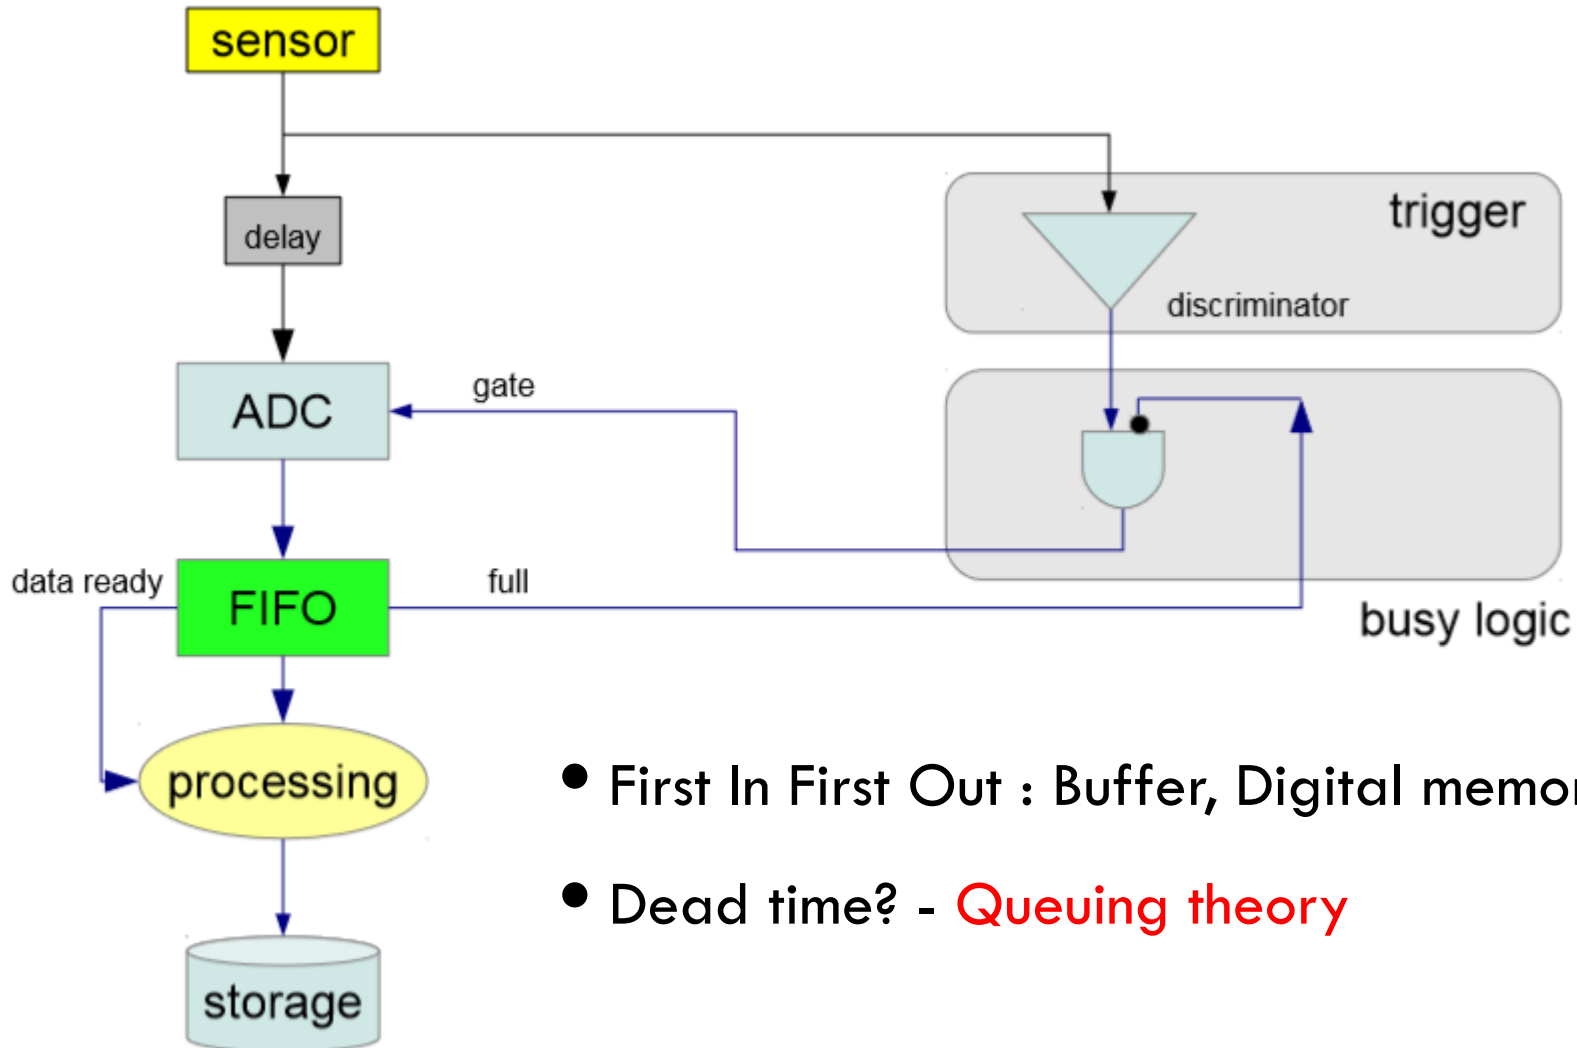 sensor
trigger
delay
discriminator
gate
ADC
data ready
full
FIFO
busy logic
processing
• First In First Out : Buffer, Digital
• Dead time? - Queuing theory
storage